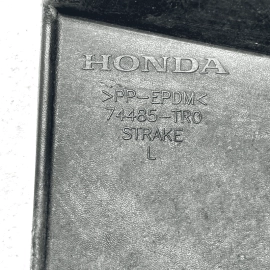 HONDA
>PP-EPDM<
74485-TR0
STRAKE
L